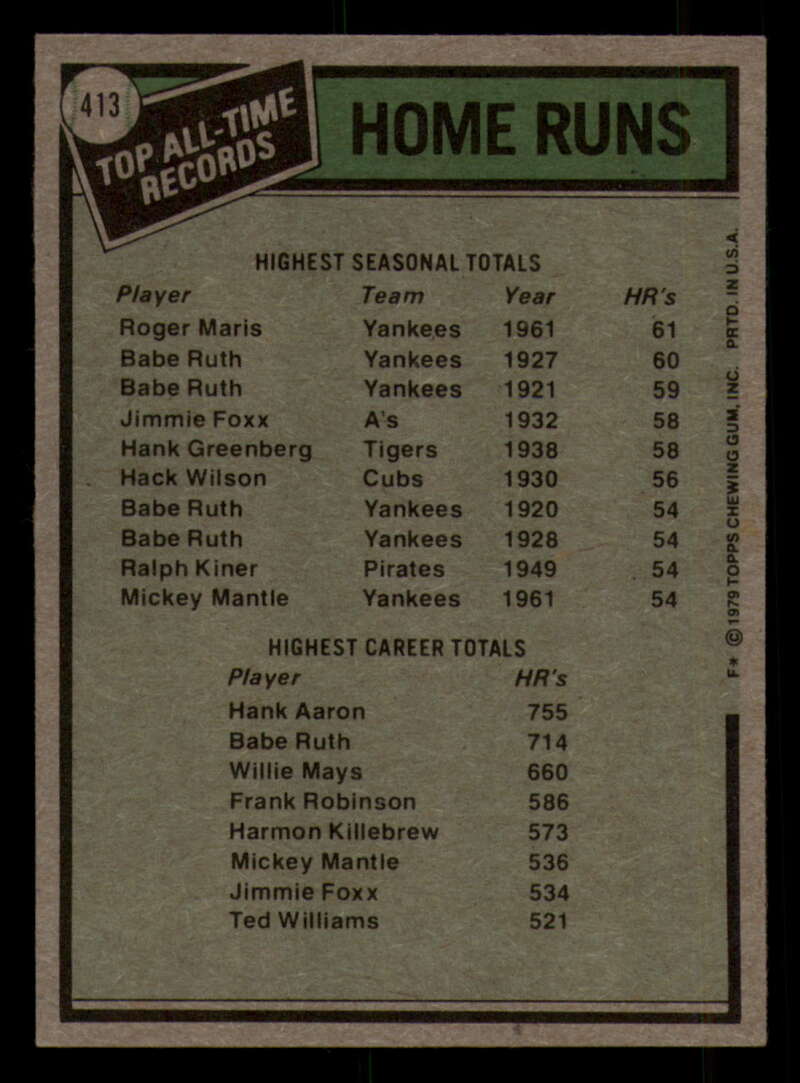 413
TOP ALL-TIME
RECORDS
HOME RUNS
HIGHEST SEASONAL TOTALS
Player Team Year HR's
Roger Maris Yankees 1961 61
Babe Ruth Yankees 1927 60
Babe Ruth Yankees 1921 59
Jimmie Foxx A's 1932 58
Hank Greenberg Tigers 1938 58
Hack Wilson Cubs 1930 56
Babe Ruth Yankees 1920 54
Babe Ruth Yankees 1928 54
Ralph Kiner Pirates 1949 54
Mickey Mantle Yankees 1961 54
HIGHEST CAREER TOTALS
Player HR's
Hank Aaron 755
Babe Ruth 714
Willie Mays 660
Frank Robinson 586
Harmon Killebrew 573
Mickey Mantle 536
Jimmie Foxx 534
Ted Williams 521
F* © 1979 TOPPS CHEWING GUM, INC. PRTD. IN U.S.A.